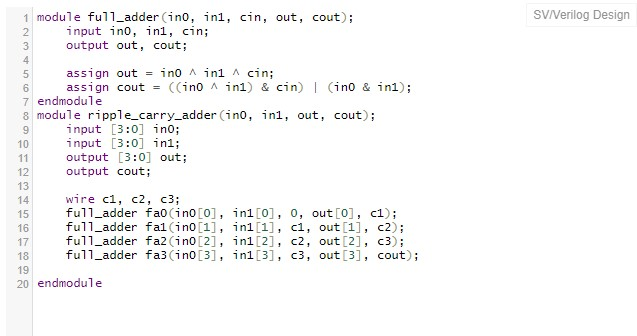 SV/Verilog Design
1 module full_adder(in0, in1, cin, out, cout);
2     input in0, in1, cin;
3     output out, cout;
4
5     assign out = in0 ^ in1 ^ cin;
6     assign cout = ((in0 ^ in1) & cin) | (in0 & in1);
7 endmodule
8 module ripple_carry_adder(in0, in1, out, cout);
9     input [3:0] in0;
10     input [3:0] in1;
11     output [3:0] out;
12     output cout;
13
14     wire c1, c2, c3;
15     full_adder fa0(in0[0], in1[0], 0, out[0], c1);
16     full_adder fa1(in0[1], in1[1], c1, out[1], c2);
17     full_adder fa2(in0[2], in1[2], c2, out[2], c3);
18     full_adder fa3(in0[3], in1[3], c3, out[3], cout);
19
20 endmodule